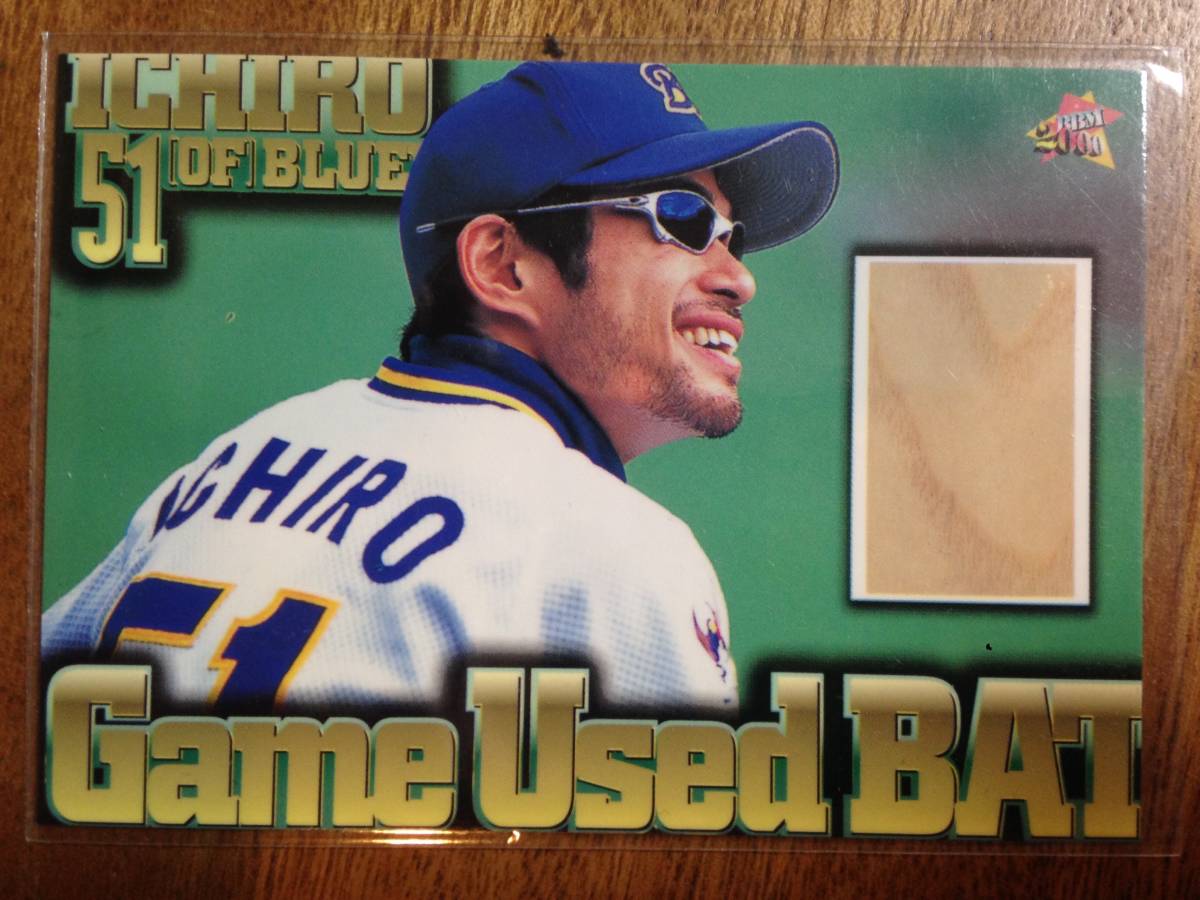 ICHIRO
51 [OF] BLUE
BBM
2000
ICHIRO
51
Game Used BAT